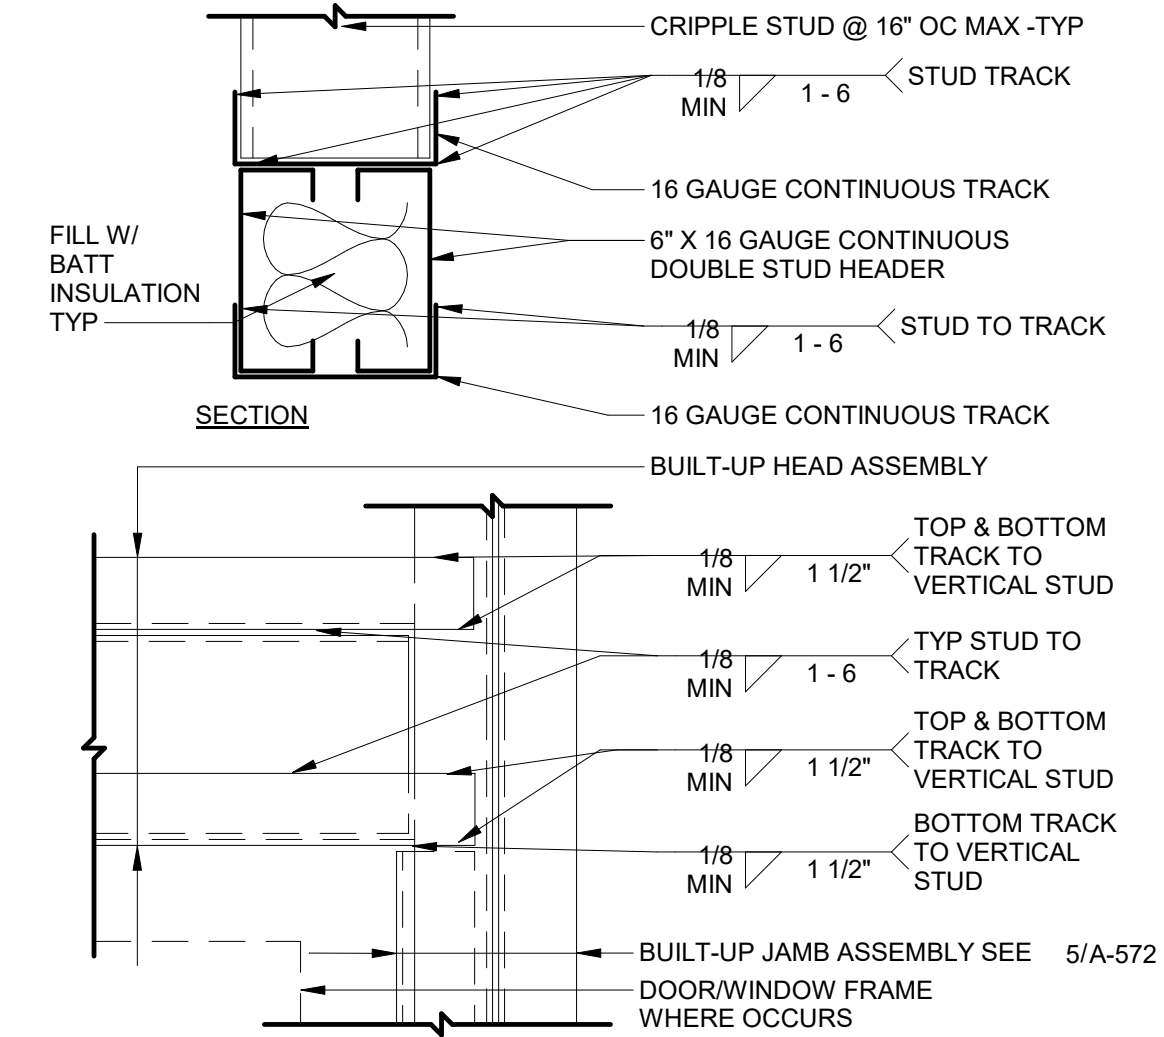 CRIPPLE STUD @ 16" OC MAX -TYP
1/8
MIN
1 - 6
STUD TRACK
16 GAUGE CONTINUOUS TRACK
6" X 16 GAUGE CONTINUOUS
DOUBLE STUD HEADER
FILL W/
BATT
INSULATION
TYP
1/8
MIN
1 - 6
STUD TO TRACK
16 GAUGE CONTINUOUS TRACK
SECTION
BUILT-UP HEAD ASSEMBLY
1/8
MIN
1 1/2"
TOP & BOTTOM
TRACK TO
VERTICAL STUD
1/8
MIN
1 - 6
TYP STUD TO
TRACK
1/8
MIN
1 1/2"
TOP & BOTTOM
TRACK TO
VERTICAL STUD
1/8
MIN
1 1/2"
BOTTOM TRACK
TO VERTICAL
STUD
BUILT-UP JAMB ASSEMBLY SEE 5/A-572
DOOR/WINDOW FRAME
WHERE OCCURS